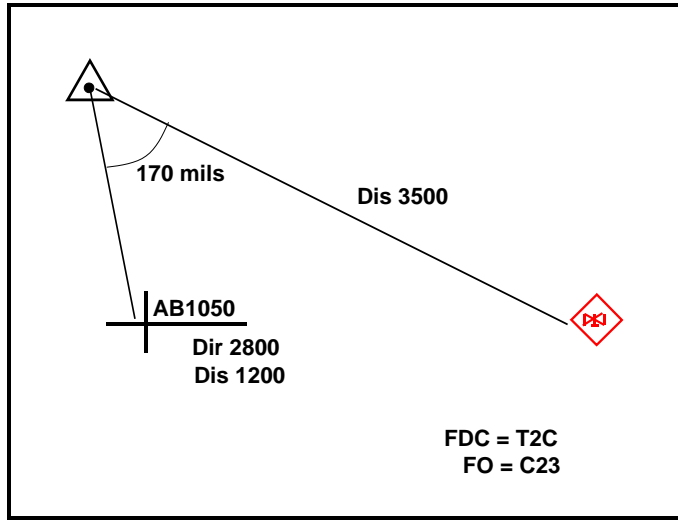 170 mils
Dis 3500
AB1050
Dir 2800
Dis 1200
FDC = T2C
FO = C23